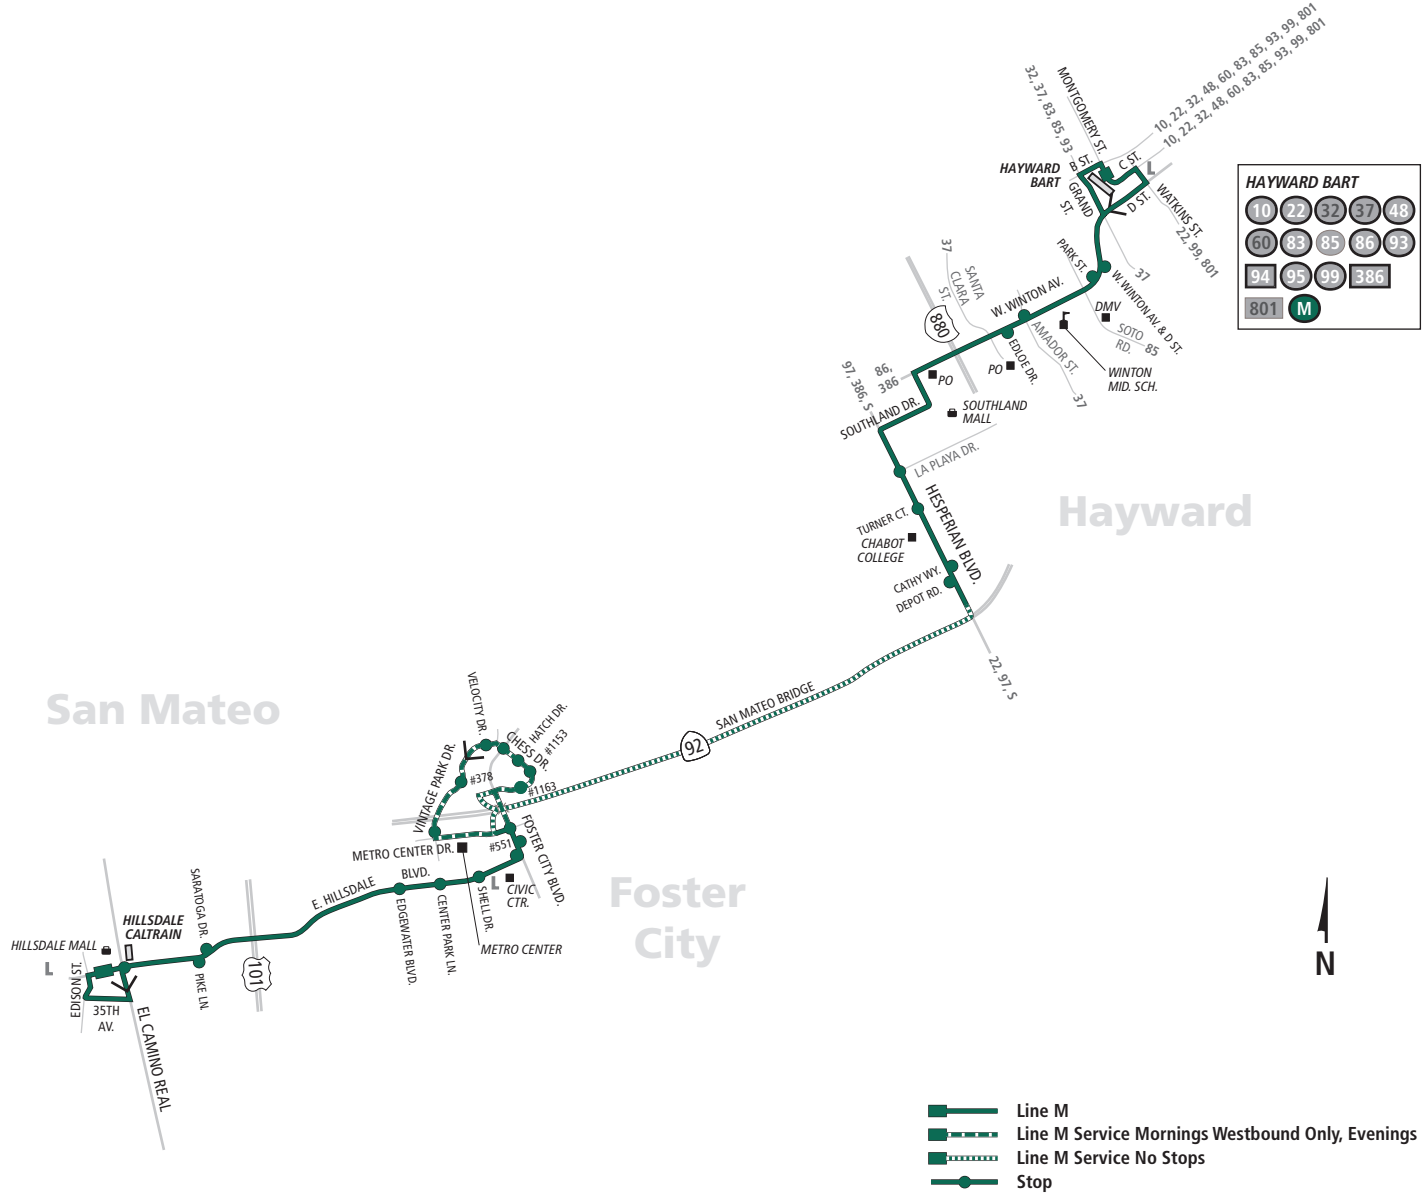 10, 22, 32, 48, 60, 83, 85, 93, 99, 801
10, 22, 32, 48, 60, 83, 85, 93, 99, 801
32, 37, 83, 85, 93
MONTGOMERY ST.
B ST.
C ST.
L
HAYWARD
BART
GRAND
ST.
D ST.
WATKINS ST.
22, 99, 801
HAYWARD BART
10 22 32 37 48
60 83 85 86 93
94 95 99 386
801 M
37
SANTA
CLARA
ST.
PARK ST.
37
W. WINTON AV. & D ST.
W. WINTON AV.
DMV
SOTO
RD.
85
880
AMADOR ST.
EDLOE DR.
PO
WINTON
MID. SCH.
37
86,
386
97, 386, S
PO
SOUTHLAND
MALL
SOUTHLAND DR.
LA PLAYA DR.
HESPERIAN BLVD.
Hayward
TURNER CT.
CHABOT
COLLEGE
CATHY WY.
DEPOT RD.
22, 97, S
San Mateo
SAN MATEO BRIDGE
92
VELOCITY DR.
HATCH DR.
CHESS DR.
#1153
VINTAGE PARK DR.
#378
#1163
METRO CENTER DR.
#551
FOSTER CITY BLVD.
E. HILLSDALE
BLVD.
L
CIVIC
CTR.
SHELL DR.
Foster
City
EDGEWATER BLVD.
CENTER PARK LN.
METRO CENTER
SARATOGA DR.
HILLSDALE
CALTRAIN
HILLSDALE MALL
L
EDISON ST.
35TH
AV.
PIKE LN.
101
EL CAMINO REAL
N
Line M
Line M Service Mornings Westbound Only, Evenings
Line M Service No Stops
Stop